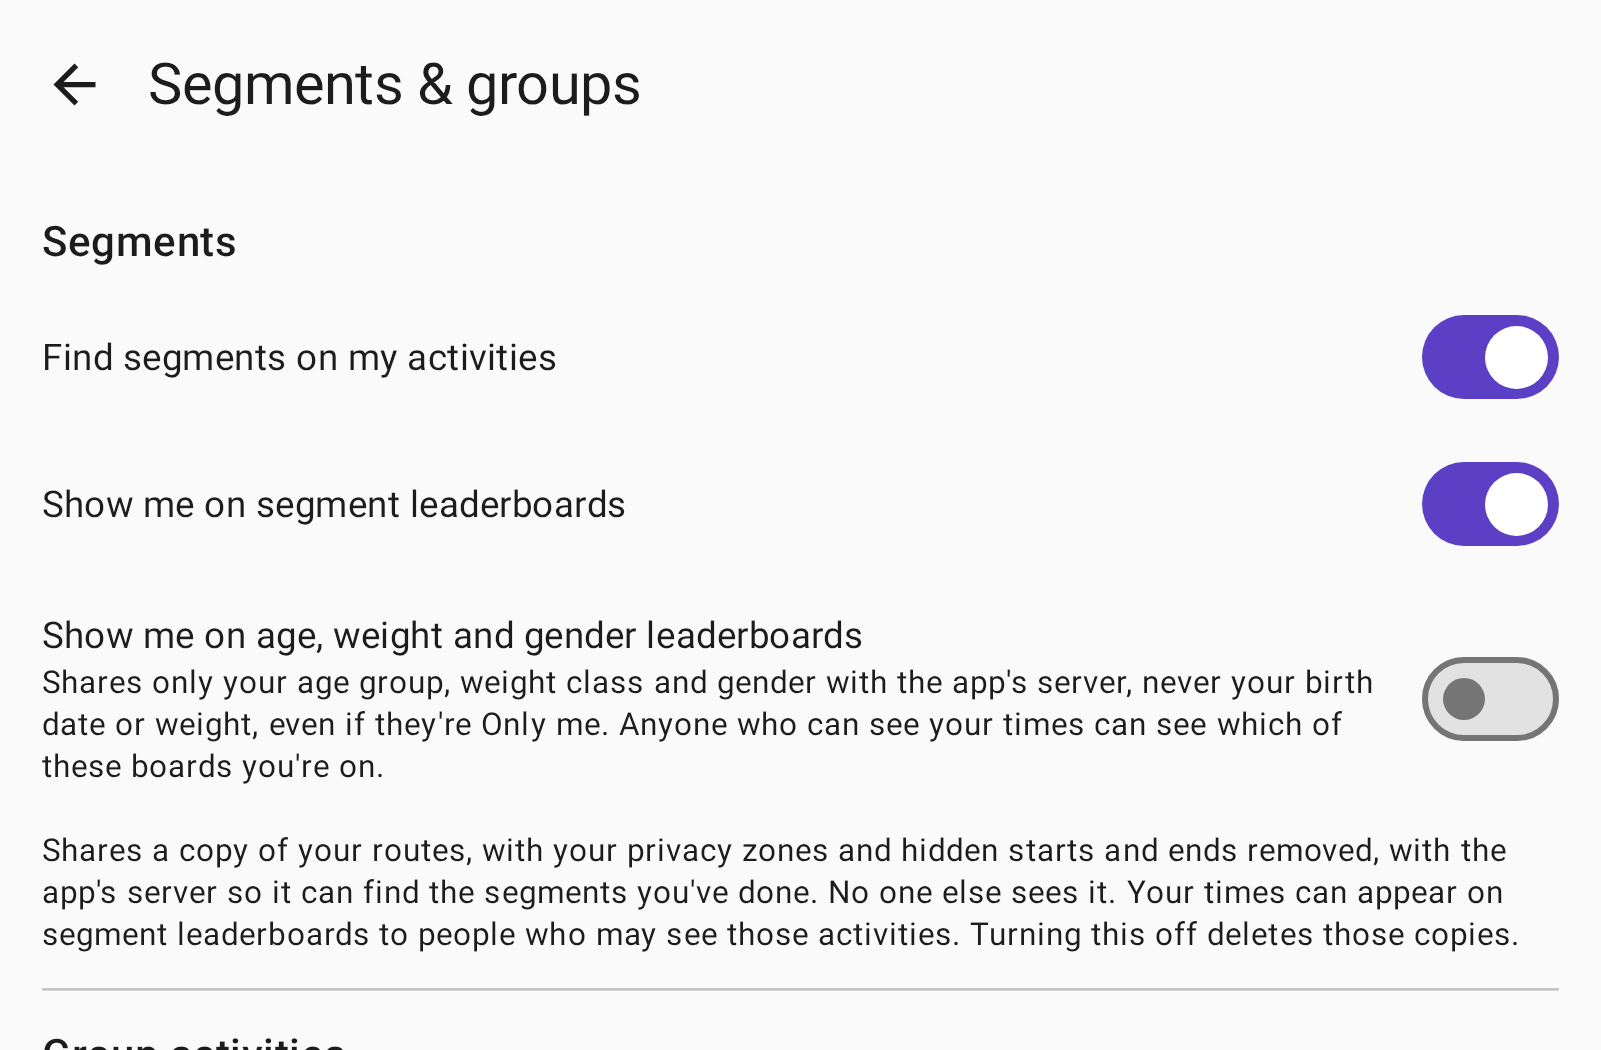 Segments & groups
Segments
Find segments on my activities
Show me on segment leaderboards
Show me on age, weight and gender leaderboards
Shares only your age group, weight class and gender with the app's server, never your birth
date or weight, even if they're Only me. Anyone who can see your times can see which of
these boards you're on.
Shares a copy of your routes, with your privacy zones and hidden starts and ends removed, with the
app's server so it can find the segments you've done. No one else sees it. Your times can appear on
segment leaderboards to people who may see those activities. Turning this off deletes those copies.
Group activities